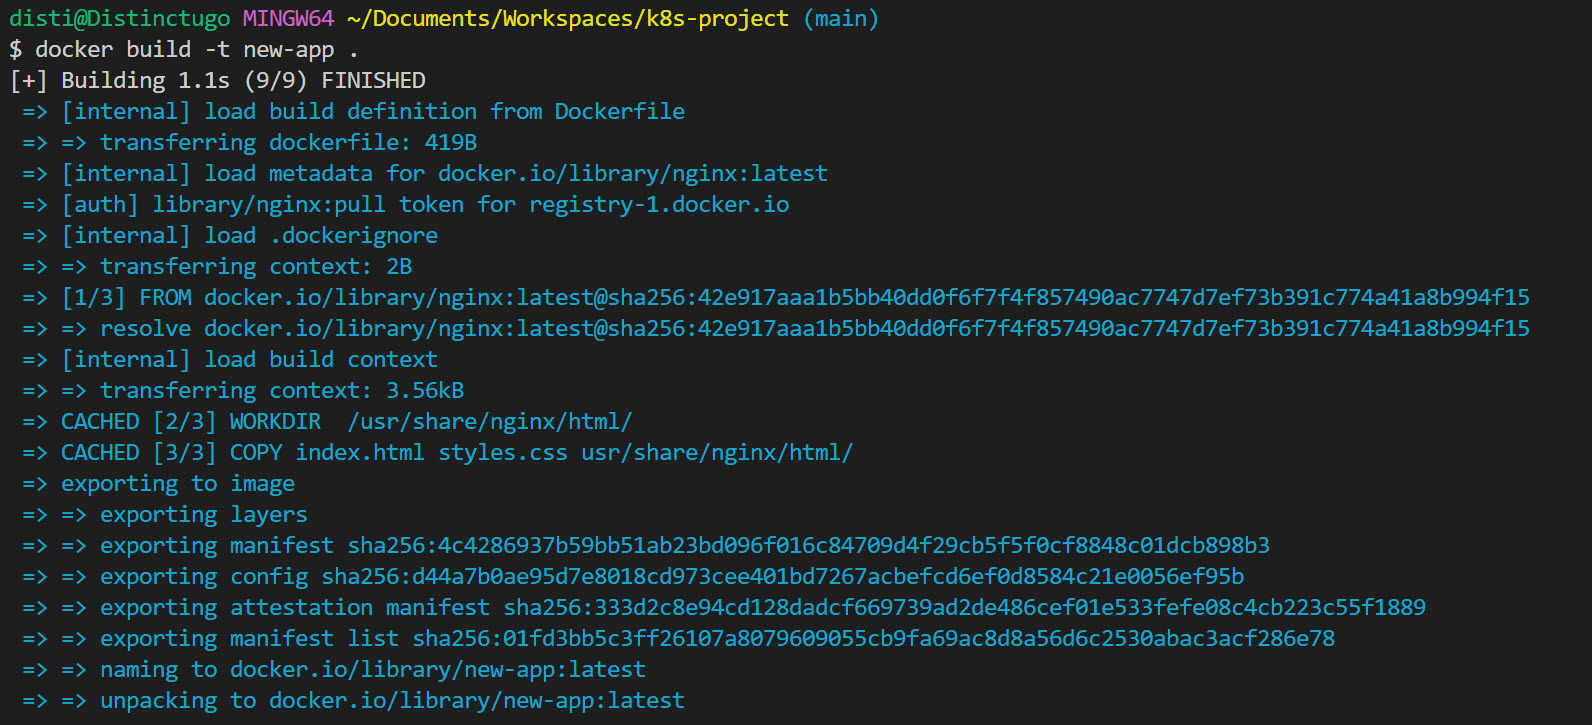 disti@Distinctugo MINGW64 ~/Documents/Workspaces/k8s-project (main)
$ docker build -t new-app .
[+] Building 1.1s (9/9) FINISHED
=> [internal] load build definition from Dockerfile
=> => transferring dockerfile: 419B
=> [internal] load metadata for docker.io/library/nginx:latest
=> [auth] library/nginx:pull token for registry-1.docker.io
=> [internal] load .dockerignore
=> => transferring context: 2B
=> [1/3] FROM docker.io/library/nginx:latest@sha256:42e917aaa1b5bb40dd0f6f7f4f857490ac7747d7ef73b391c774a41a8b994f15
=> => resolve docker.io/library/nginx:latest@sha256:42e917aaa1b5bb40dd0f6f7f4f857490ac7747d7ef73b391c774a41a8b994f15
=> [internal] load build context
=> => transferring context: 3.56kB
=> CACHED [2/3] WORKDIR  /usr/share/nginx/html/
=> CACHED [3/3] COPY index.html styles.css usr/share/nginx/html/
=> exporting to image
=> => exporting layers
=> => exporting manifest sha256:4c4286937b59bb51ab23bd096f016c84709d4f29cb5f5f0cf8848c01dcb898b3
=> => exporting config sha256:d44a7b0ae95d7e8018cd973cee401bd7267acbefcd6ef0d8584c21e0056ef95b
=> => exporting attestation manifest sha256:333d2c8e94cd128dadcf669739ad2de486cef01e533fefe08c4cb223c55f1889
=> => exporting manifest list sha256:01fd3bb5c3ff26107a8079609055cb9fa69ac8d8a56d6c2530abac3acf286e78
=> => naming to docker.io/library/new-app:latest
=> => unpacking to docker.io/library/new-app:latest